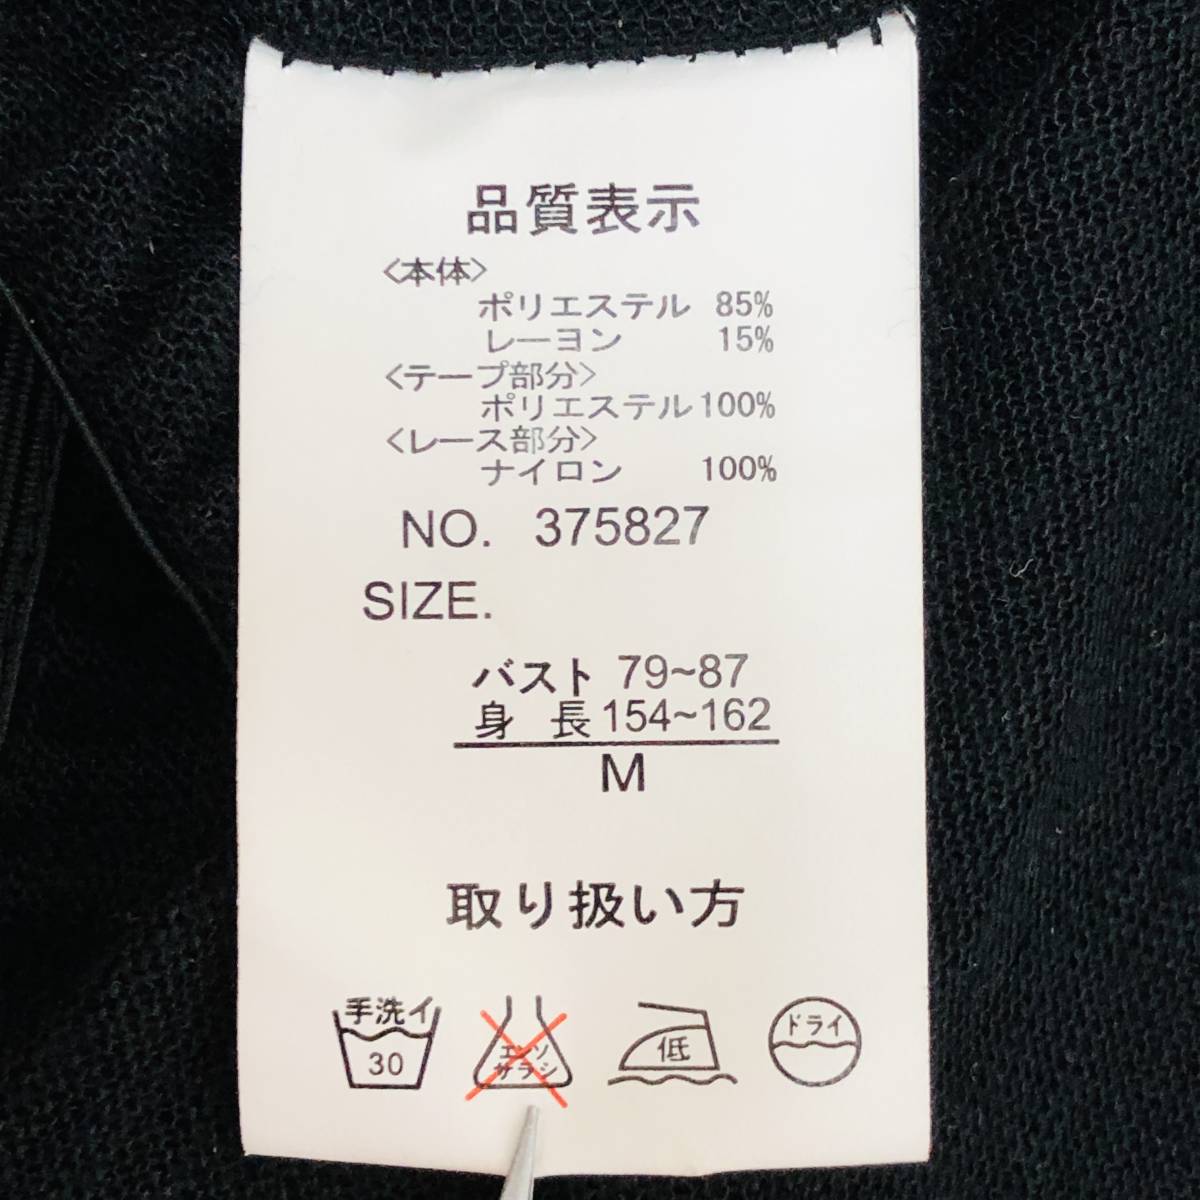 品質表示
<本体>
ポリエステル 85%
レーヨン 15%
<テープ部分>
ポリエステル 100%
<レース部分>
ナイロン 100%
NO. 375827
SIZE.
バスト 79~87
身 長 154~162
M
取り扱い方
手洗イ
30
エンソ
サラシ
低
ドライ